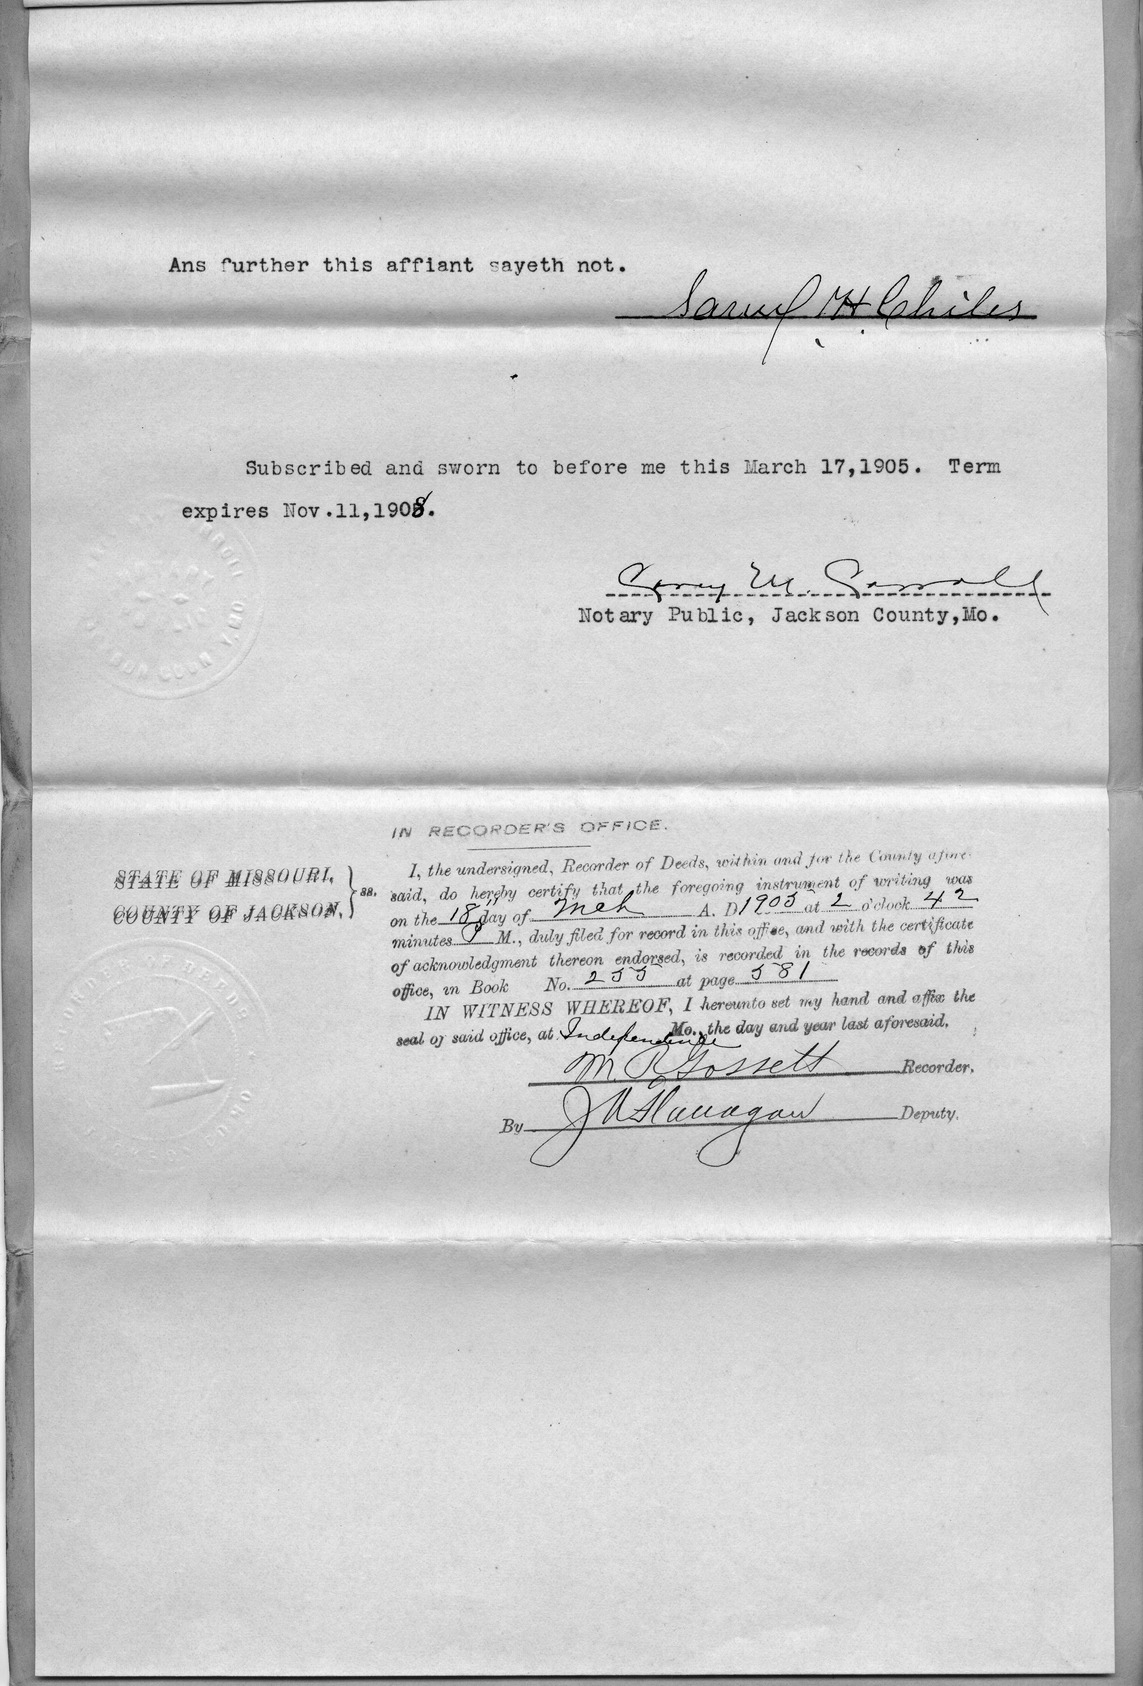 Ans further this affiant sayeth not.
Saml H Chiles
Subscribed and sworn to before me this March 17,1905. Term
expires Nov.11,1908.
M. Carroll
Notary Public, Jackson County,Mo.
IN RECORDER'S OFFICE.
STATE OF MISSOURI,
COUNTY OF JACKSON,
} ss.
I, the undersigned, Recorder of Deeds, within and for the County afore-
said, do hereby certify that the foregoing instrument of writing was
on the 18" day of Mch A. D. 1905 at 2 o'clock 42
minutes P M., duly filed for record in this office, and with the certificate
of acknowledgment thereon endorsed, is recorded in the records of this
office, in Book No. 255 at page 581
IN WITNESS WHEREOF, I hereunto set my hand and affix the
seal of said office, at Independence Mo., the day and year last aforesaid.
M. R. Gossett Recorder.
By J A Flanagan Deputy.